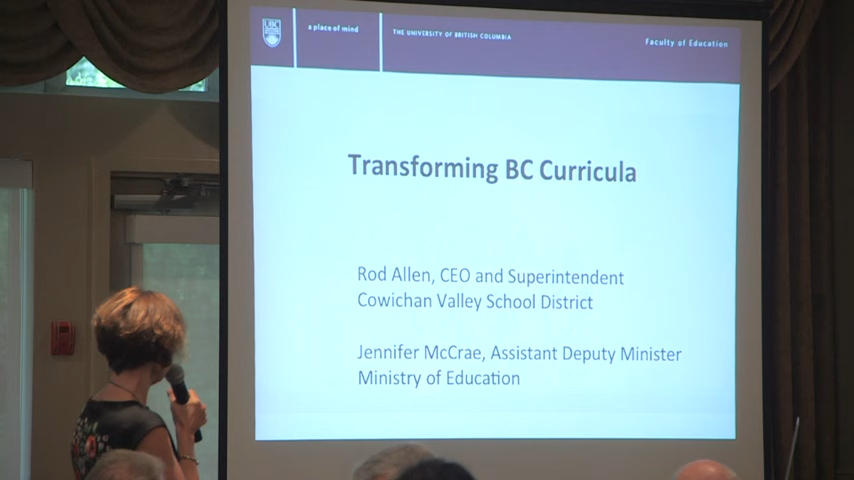 UBC
a place of mind
THE UNIVERSITY OF BRITISH COLUMBIA
Faculty of Education
Transforming BC Curricula
Rod Allen, CEO and Superintendent
Cowichan Valley School District
Jennifer McCrae, Assistant Deputy Minister
Ministry of Education